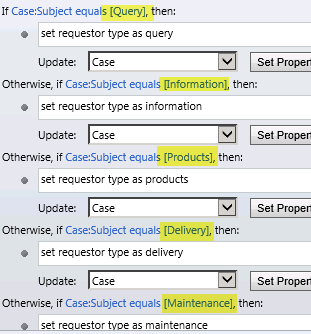 If Case:Subject equals [Query], then:
set requestor type as query
Update: Case Set Propert
Otherwise, if Case:Subject equals [Information], then:
set requestor type as information
Update: Case Set Propert
Otherwise, if Case:Subject equals [Products], then:
set requestor type as products
Update: Case Set Propert
Otherwise, if Case:Subject equals [Delivery], then:
set requestor type as delivery
Update: Case Set Propert
Otherwise, if Case:Subject equals [Maintenance], then:
set requestor type as maintenance